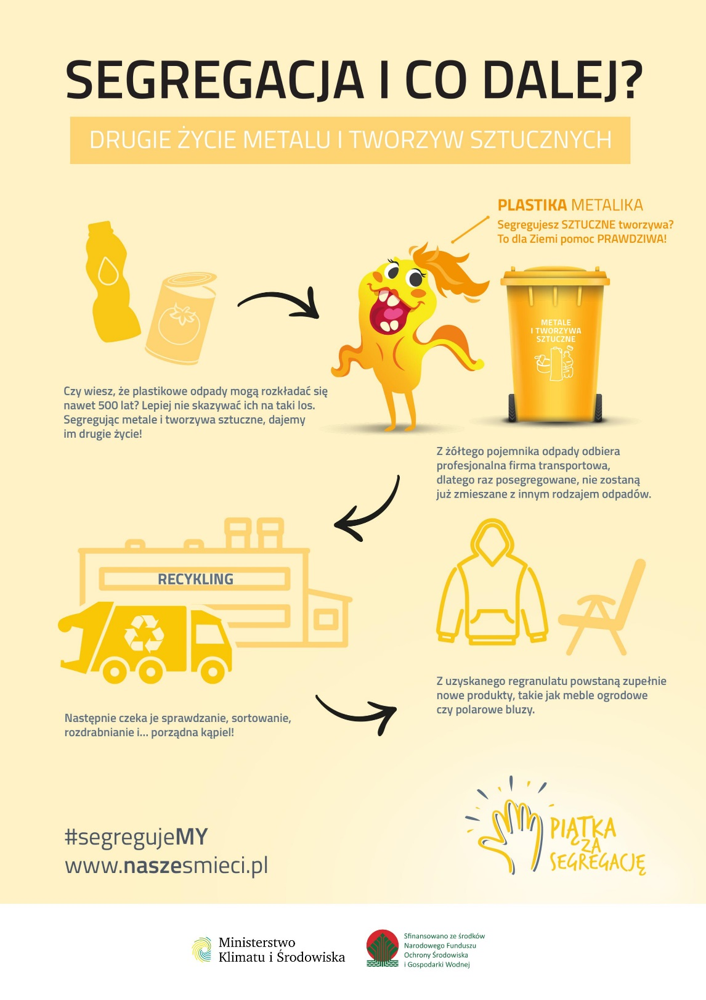 SEGREGACJA I CO DALEJ?
DRUGIE ŻYCIE METALU I TWORZYW SZTUCZNYCH
PLASTIKA METALIKA
Segregujesz SZTUCZNE tworzywa?
To dla Ziemi pomoc PRAWDZIWA!
METALE
I TWORZYWA
SZTUCZNE
Czy wiesz, że plastikowe odpady mogą rozkładać się
nawet 500 lat? Lepiej nie skazywać ich na taki los.
Segregując metale i tworzywa sztuczne, dajemy
im drugie życie!
Z żółtego pojemnika odpady odbiera
profesjonalna firma transportowa,
dlatego raz posegregowane, nie zostaną
już zmieszane z innym rodzajem odpadów.
RECYKLING
Następnie czeka je sprawdzanie, sortowanie,
rozdrabnianie i... porządna kąpiel!
Z uzyskanego regranulatu powstaną zupełnie
nowe produkty, takie jak meble ogrodowe
czy polarowe bluzy.
#segregujeMY
www.naszesmieci.pl
PIĄTKA
ZA
SEGREGACJĘ
Ministerstwo
Klimatu i Środowiska
Sfinansowano ze środków
Narodowego Funduszu
Ochrony Środowiska
i Gospodarki Wodnej